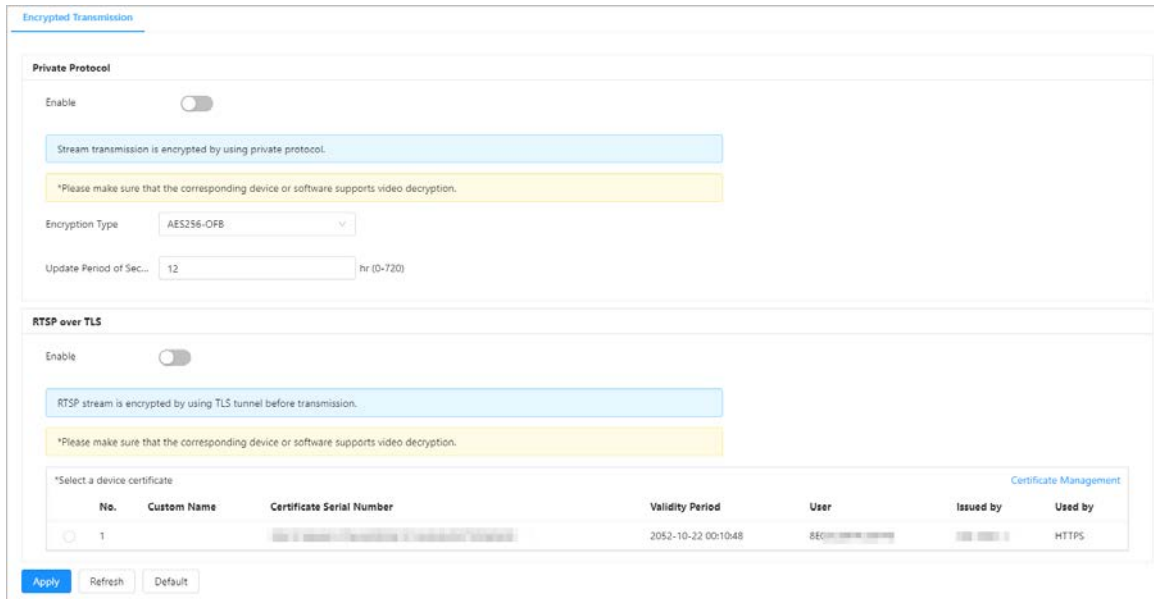 Encrypted Transmission
Private Protocol
Enable
Stream transmission is encrypted by using private protocol.
*Please make sure that the corresponding device or software supports video decryption.
Encryption Type AES256-OFB
Update Period of Sec... 12 hr (0-720)
RTSP over TLS
Enable
RTSP stream is encrypted by using TLS tunnel before transmission.
*Please make sure that the corresponding device or software supports video decryption.
*Select a device certificate Certificate Management
No. Custom Name Certificate Serial Number Validity Period User Issued by Used by
1 2052-10-22 00:10:48 HTTPS
Apply Refresh Default